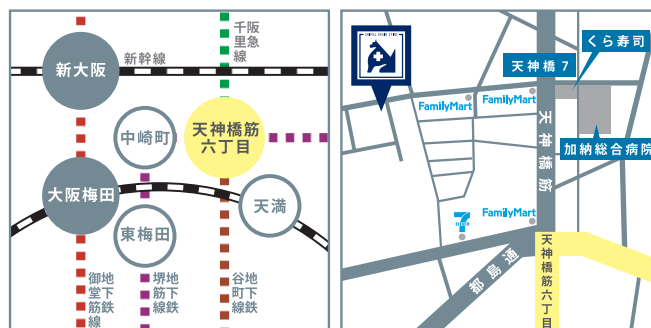 新幹線
千阪
里急
線
新大阪
中崎町
天神橋筋
六丁目
大阪梅田
天満
東梅田
御地
堂下
筋鉄
線
堺地
筋下
線鉄
谷地
町下
線鉄
くら寿司
天神橋7
FamilyMart
FamilyMart
天神橋筋
加納総合病院
FamilyMart
7
都島通
天神橋筋六丁目